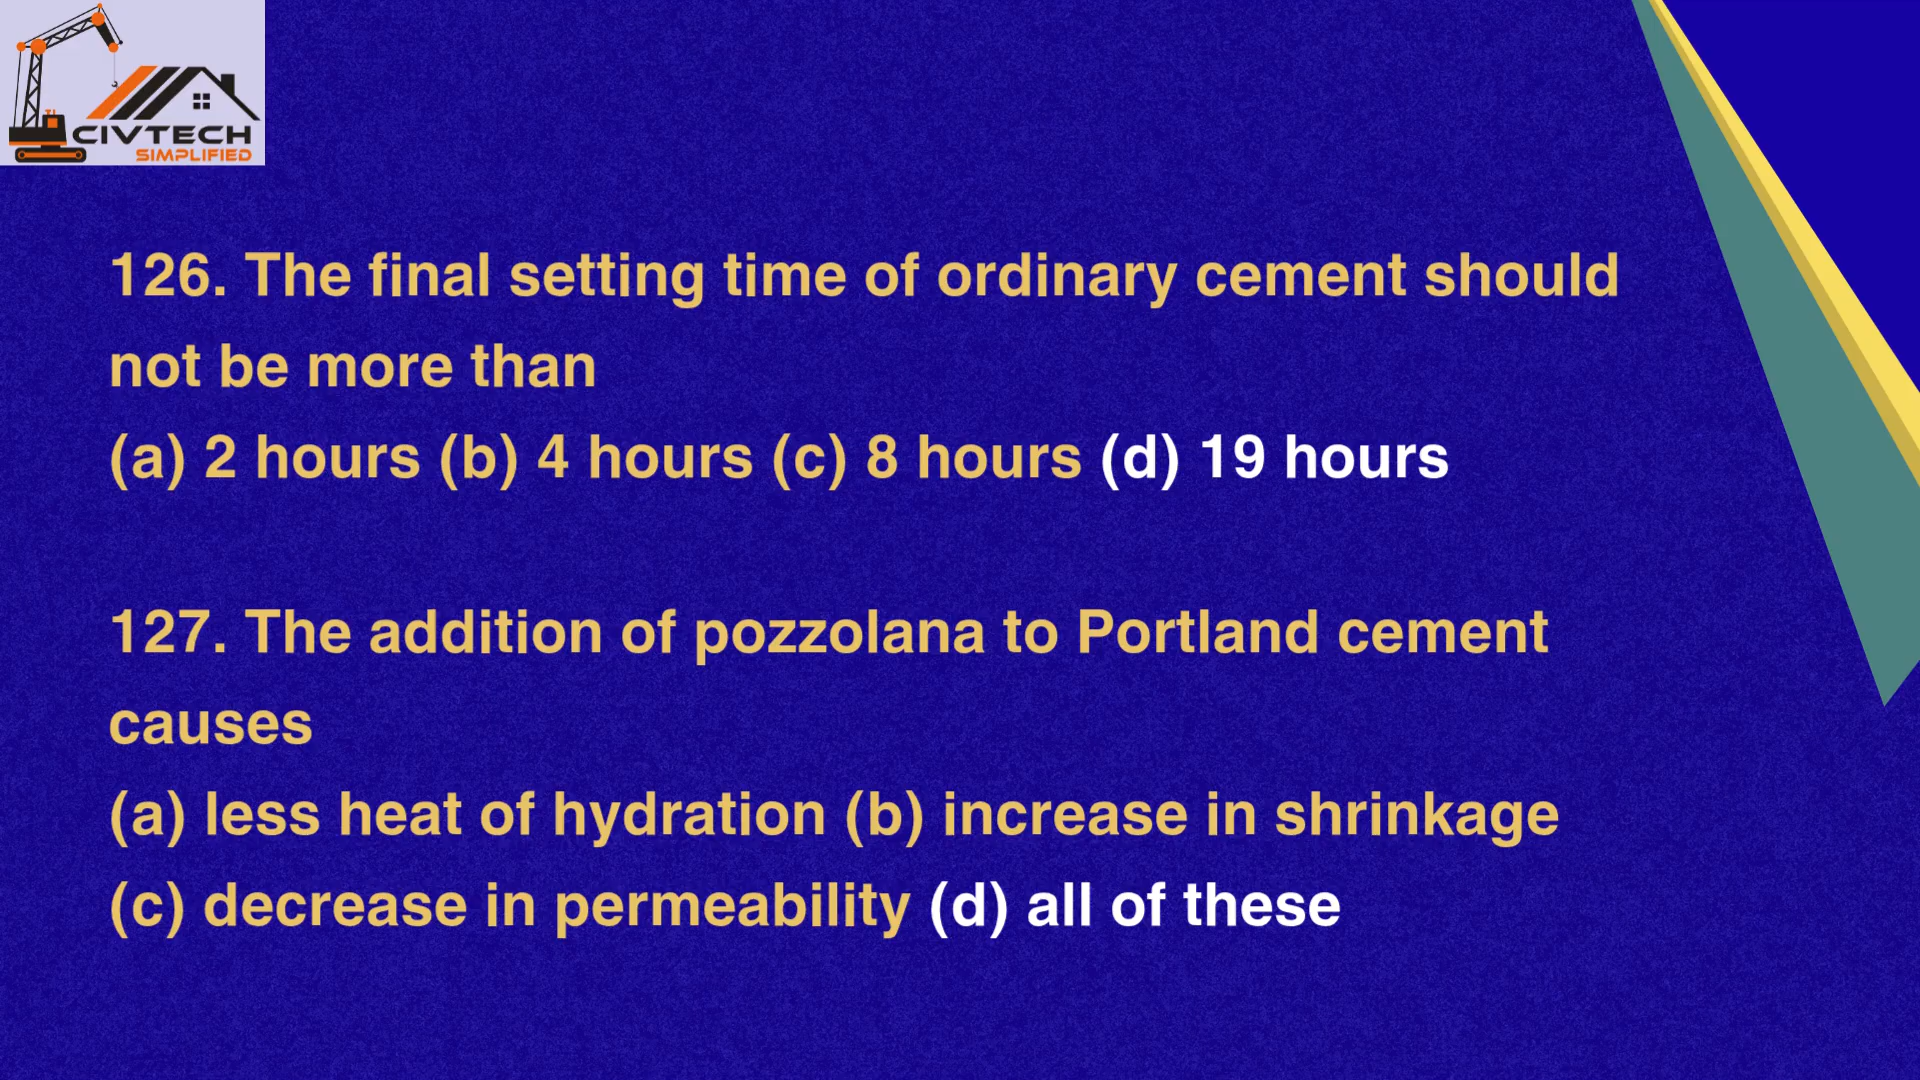 CIVTECH
SIMPLIFIED
126. The final setting time of ordinary cement should
not be more than
(a) 2 hours (b) 4 hours (c) 8 hours (d) 19 hours
127. The addition of pozzolana to Portland cement
causes
(a) less heat of hydration (b) increase in shrinkage
(c) decrease in permeability (d) all of these